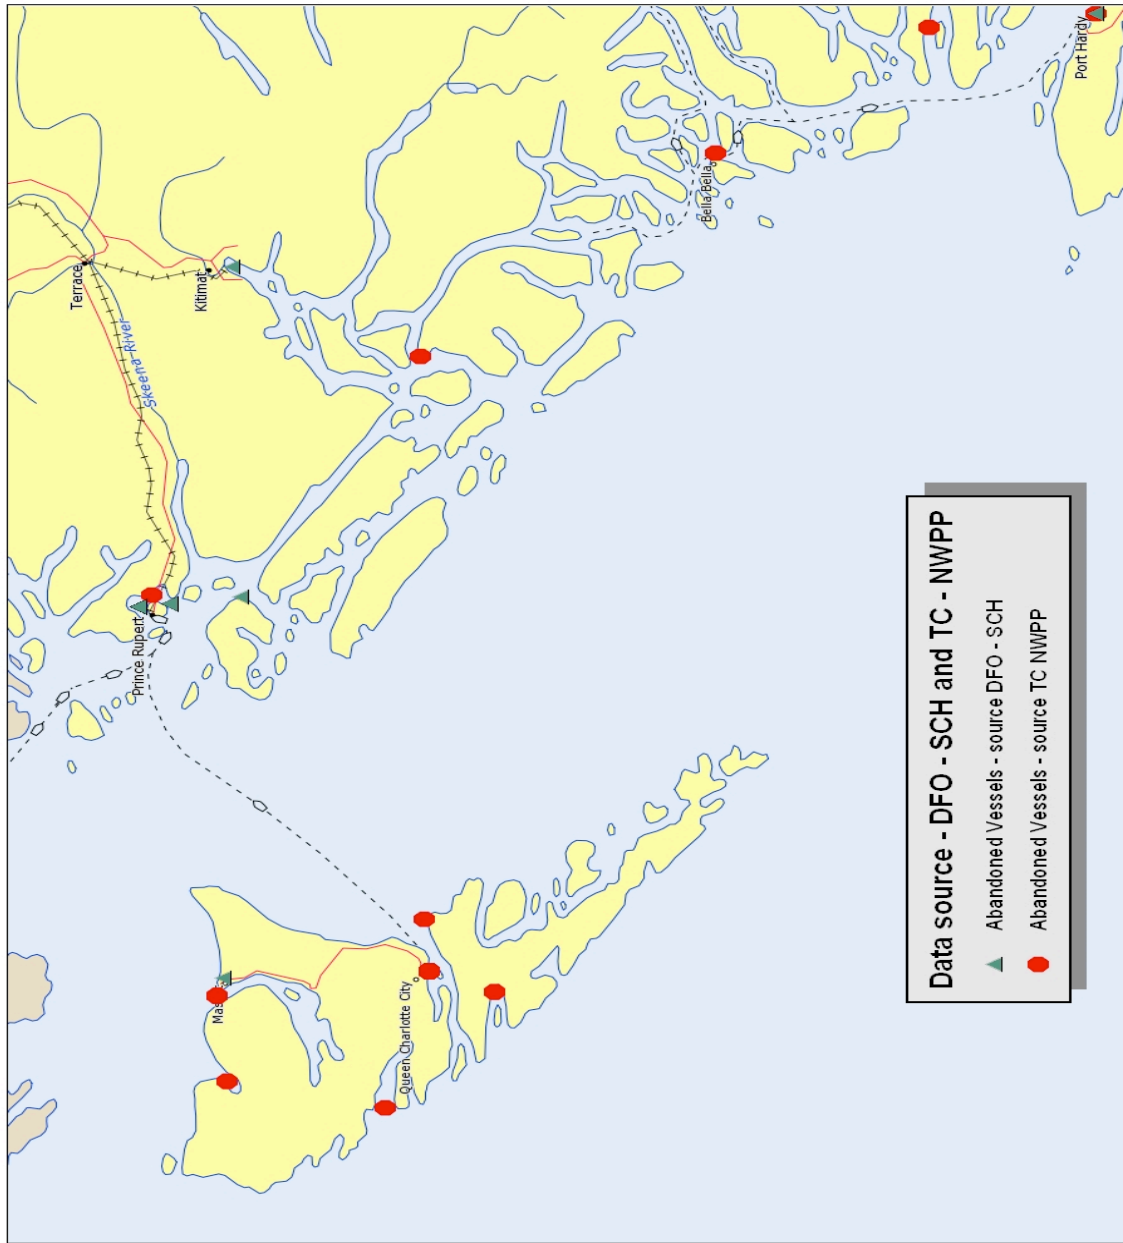 Terrace
Kitimat
Skeena River
Prince Rupert
Port Hardy
Bella Bella
Mas
Queen Charlotte City
Data source - DFO - SCH and TC - NWPP
Abandoned Vessels - source DFO - SCH
Abandoned Vessels - source TC NWPP